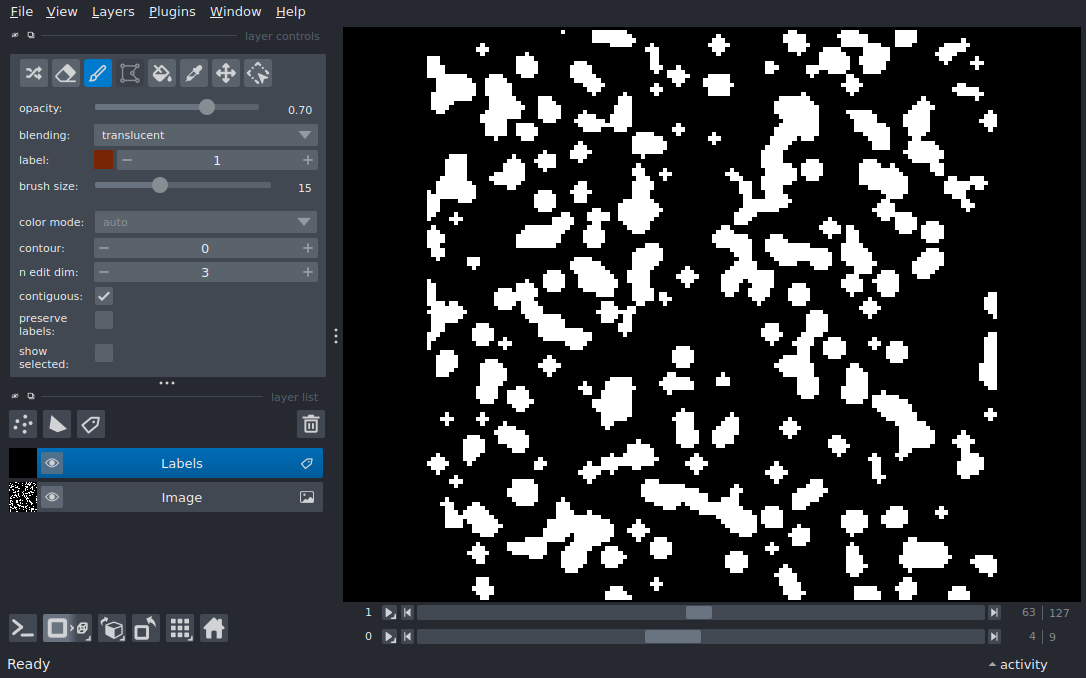 File View Layers Plugins Window Help
layer controls
opacity: 0.70
blending: translucent
label: 1
brush size: 15
color mode: auto
contour: 0
n edit dim: 3
contiguous:
preserve
labels:
show
selected:
layer list
Labels
Image
1 63 127
0 4 9
Ready
activity